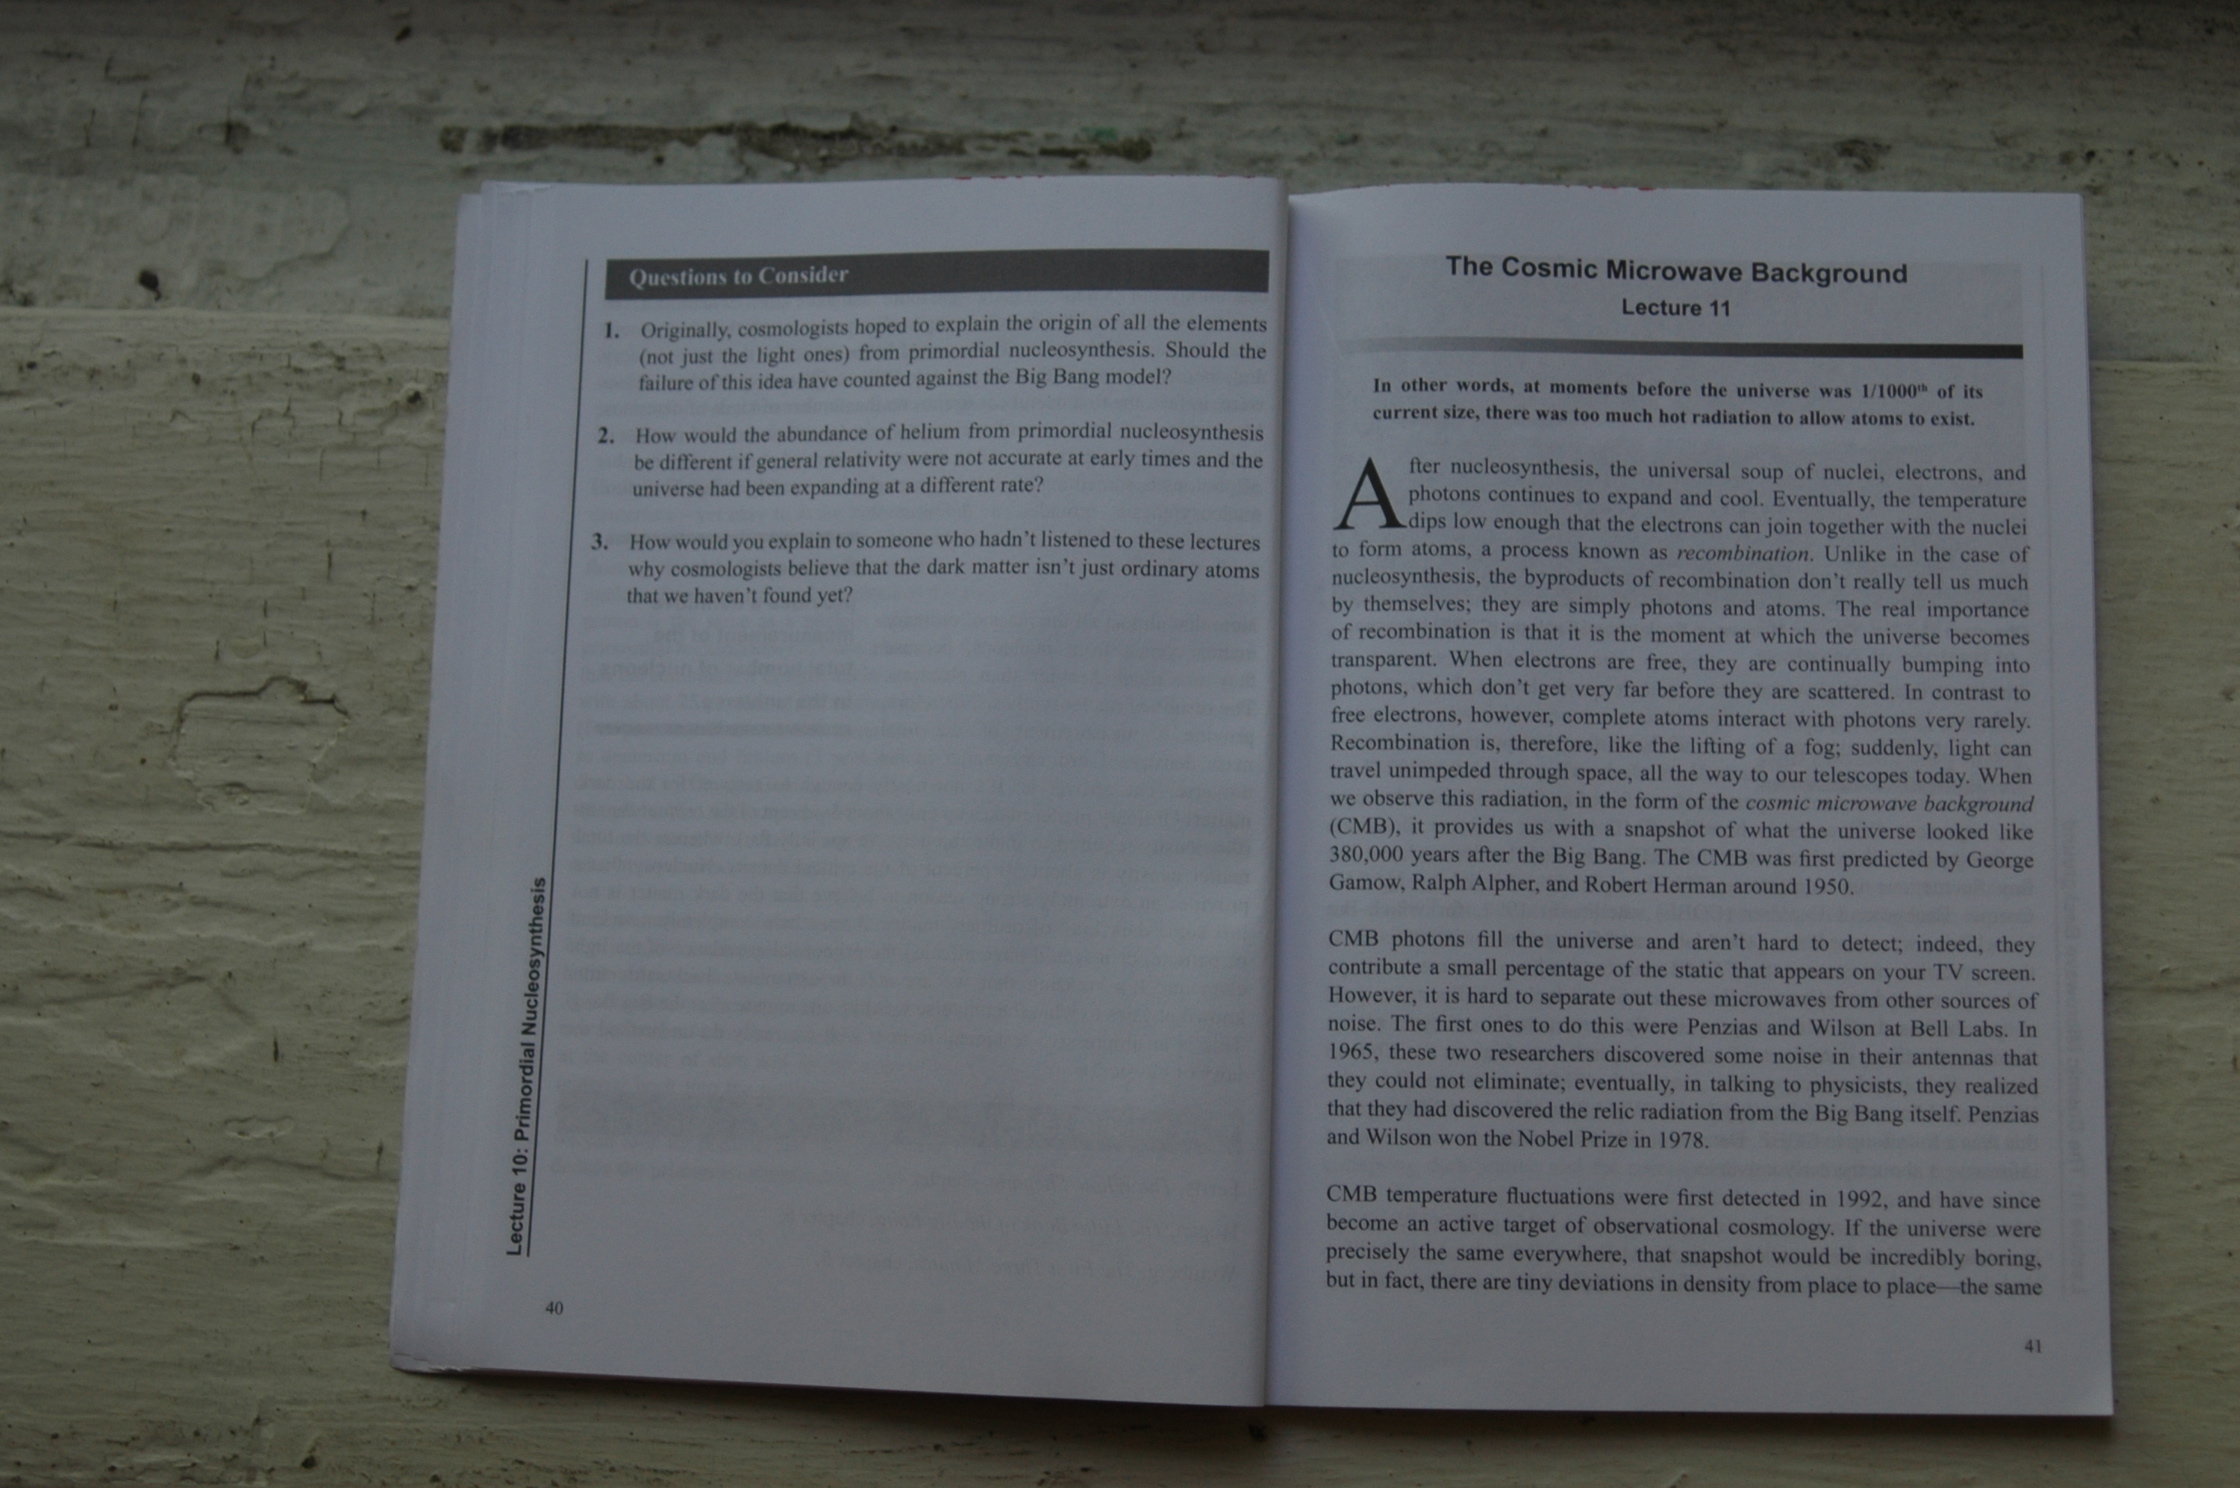 Questions to Consider
1. Originally, cosmologists hoped to explain the origin of all the elements
(not just the light ones) from primordial nucleosynthesis. Should the
failure of this idea have counted against the Big Bang model?
2. How would the abundance of helium from primordial nucleosynthesis
be different if general relativity were not accurate at early times and the
universe had been expanding at a different rate?
3. How would you explain to someone who hadn't listened to these lectures
why cosmologists believe that the dark matter isn't just ordinary atoms
that we haven't found yet?
Lecture 10: Primordial Nucleosynthesis
40
The Cosmic Microwave Background
Lecture 11
In other words, at moments before the universe was 1/1000th of its
current size, there was too much hot radiation to allow atoms to exist.
After nucleosynthesis, the universal soup of nuclei, electrons, and
photons continues to expand and cool. Eventually, the temperature
dips low enough that the electrons can join together with the nuclei
to form atoms, a process known as recombination. Unlike in the case of
nucleosynthesis, the byproducts of recombination don't really tell us much
by themselves; they are simply photons and atoms. The real importance
of recombination is that it is the moment at which the universe becomes
transparent. When electrons are free, they are continually bumping into
photons, which don't get very far before they are scattered. In contrast to
free electrons, however, complete atoms interact with photons very rarely.
Recombination is, therefore, like the lifting of a fog; suddenly, light can
travel unimpeded through space, all the way to our telescopes today. When
we observe this radiation, in the form of the cosmic microwave background
(CMB), it provides us with a snapshot of what the universe looked like
380,000 years after the Big Bang. The CMB was first predicted by George
Gamow, Ralph Alpher, and Robert Herman around 1950.
CMB photons fill the universe and aren't hard to detect; indeed, they
contribute a small percentage of the static that appears on your TV screen.
However, it is hard to separate out these microwaves from other sources of
noise. The first ones to do this were Penzias and Wilson at Bell Labs. In
1965, these two researchers discovered some noise in their antennas that
they could not eliminate; eventually, in talking to physicists, they realized
that they had discovered the relic radiation from the Big Bang itself. Penzias
and Wilson won the Nobel Prize in 1978.
CMB temperature fluctuations were first detected in 1992, and have since
become an active target of observational cosmology. If the universe were
precisely the same everywhere, that snapshot would be incredibly boring,
but in fact, there are tiny deviations in density from place to place—the same
41